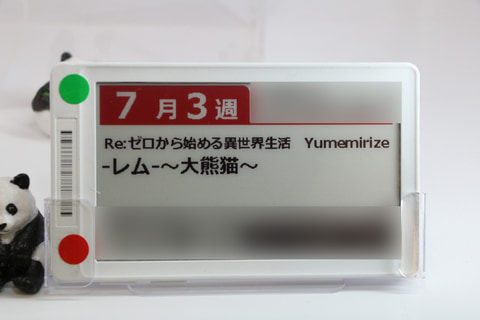 7月3週
Re:ゼロから始める異世界生活 Yumemirize
-レム-～大熊猫～